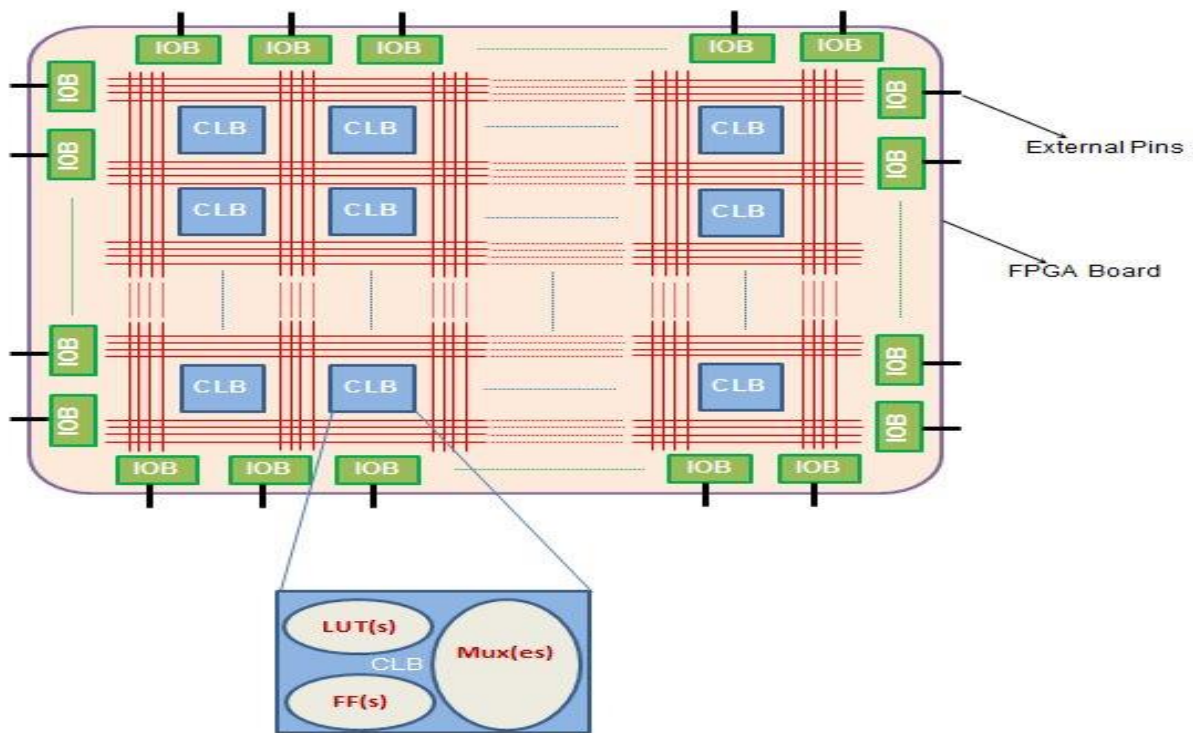 IOB IOB IOB IOB IOB
IOB IOB
CLB CLB CLB
External Pins
IOB IOB
CLB CLB CLB
FPGA Board
IOB IOB
CLB CLB CLB
IOB IOB
IOB IOB IOB IOB IOB
LUT(s)
Mux(es)
CLB
FF(s)